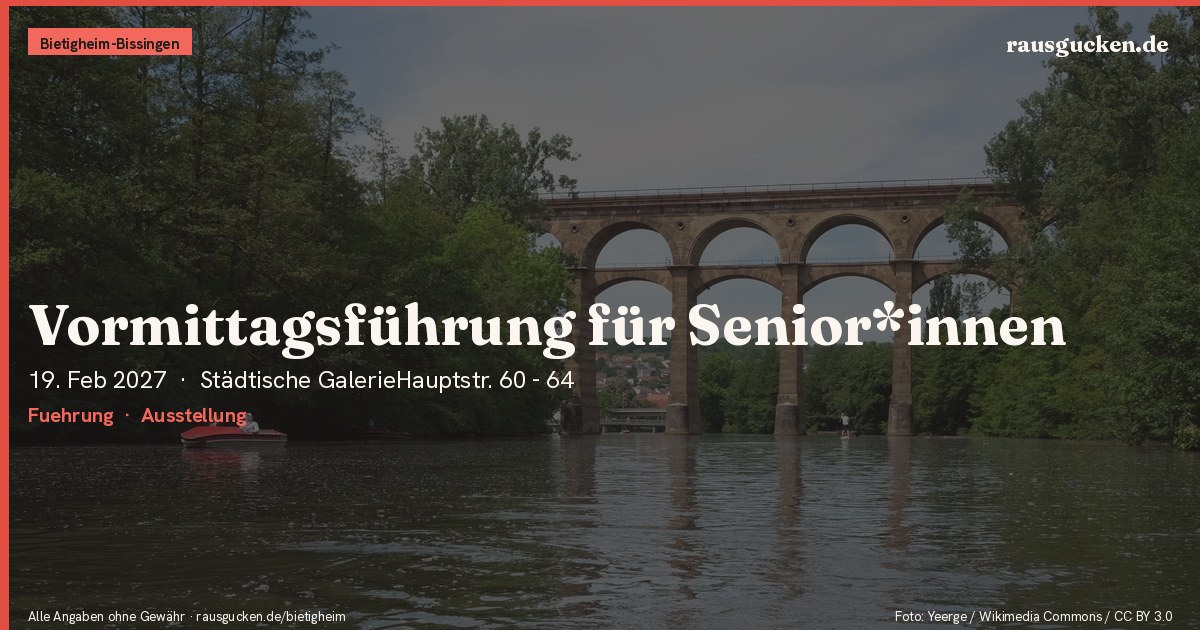 Bietigheim-Bissingen
rausgucken.de
Vormittagsführung für Senior*innen
19. Feb 2027 · Städtische GalerieHauptstr. 60 - 64
Fuehrung · Ausstellung
Alle Angaben ohne Gewähr · rausgucken.de/bietigheim
Foto: Yeerge / Wikimedia Commons / CC BY 3.0